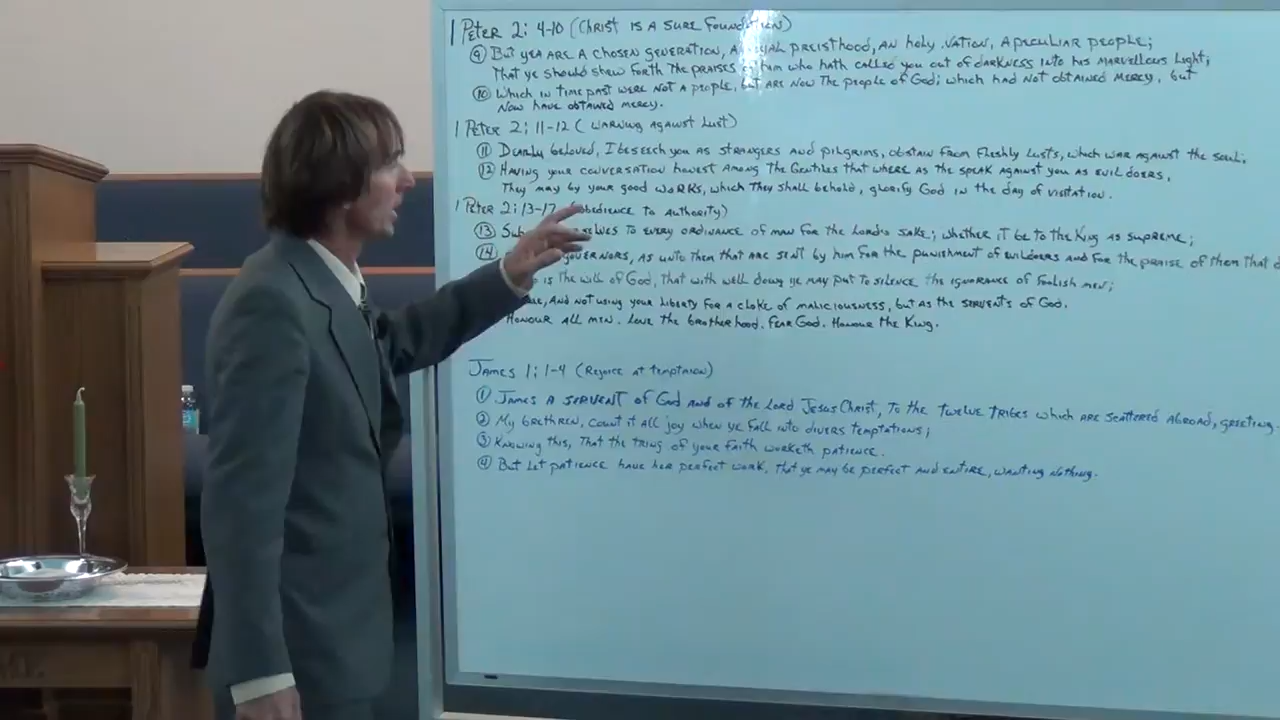 1 Peter 2: 4-10 (Christ is a sure foundation)
⑨ But yea are a chosen generation, preisthood, an holy nation, a peculiar people;
That ye should shew forth the praises who hath called you out of darkness into his marvellous light;
⑩ Which in time past were not a people, but are now the people of God; which had not obtained mercy, but
now have obtained mercy.
1 Peter 2: 11-12 (Warning against lust)
⑪ Dearly beloved, I beseech you as strangers and pilgrims, obstain from fleshly lusts, which war against the soul;
⑫ Having your conversation honest among the Gentiles that where as the speak against you as evildoers,
They may by your good works, which they shall behold, glorify God in the day of visitation.
1 Peter 2: 13-17 obedience to authority)
⑬ to every ordinance of man for the Lord's sake; whether it be to the King as supreme;
⑭ governors, as unto them that are sent by him for the punishment of evildoers and for the praise of them that d
is the will of God, that with well doing ye may put to silence the ignorance of foolish men;
and not using your liberty for a cloke of maliciousness, but as the servents of God.
Honour all men. Love the brotherhood. Fear God. Honour the King.
James 1: 1-4 (Rejoice at temptation)
① James a servent of God and of the Lord Jesus Christ, to the twelve tribes which are scattered abroad, greeting.
② My brethren, count it all joy when ye fall into divers temptations;
③ Knowing this, that the tring of your faith worketh patience.
④ But let patience have her perfect work, that ye may be perfect and entire, wanting nothing.